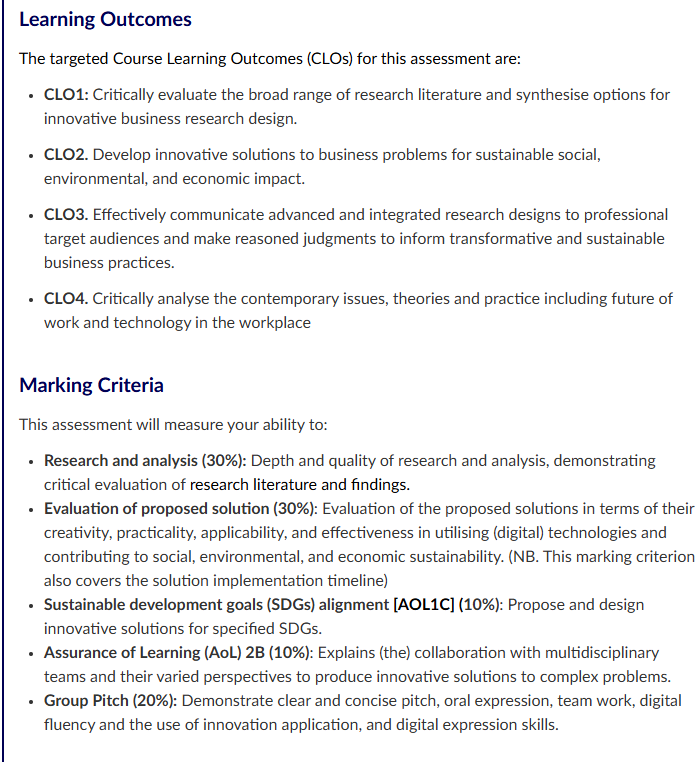 Learning Outcomes
The targeted Course Learning Outcomes (CLOs) for this assessment are:
• CLO1: Critically evaluate the broad range of research literature and synthesise options for
innovative business research design.
• CLO2. Develop innovative solutions to business problems for sustainable social,
environmental, and economic impact.
• CLO3. Effectively communicate advanced and integrated research designs to professional
target audiences and make reasoned judgments to inform transformative and sustainable
business practices.
• CLO4. Critically analyse the contemporary issues, theories and practice including future of
work and technology in the workplace
Marking Criteria
This assessment will measure your ability to:
• Research and analysis (30%): Depth and quality of research and analysis, demonstrating
critical evaluation of research literature and findings.
• Evaluation of proposed solution (30%): Evaluation of the proposed solutions in terms of their
creativity, practicality, applicability, and effectiveness in utilising (digital) technologies and
contributing to social, environmental, and economic sustainability. (NB. This marking criterion
also covers the solution implementation timeline)
• Sustainable development goals (SDGs) alignment [AOL1C] (10%): Propose and design
innovative solutions for specified SDGs.
• Assurance of Learning (AoL) 2B (10%): Explains (the) collaboration with multidisciplinary
teams and their varied perspectives to produce innovative solutions to complex problems.
• Group Pitch (20%): Demonstrate clear and concise pitch, oral expression, team work, digital
fluency and the use of innovation application, and digital expression skills.